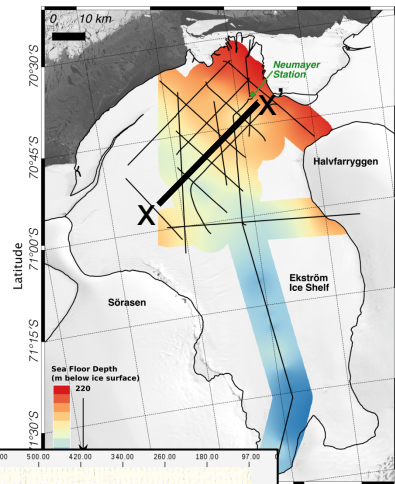 0 10 km
70°30'S
Neumayer
Station
X'
70°45'S
Halvfarryggen
X
71°00'S
Latitude
Ekström
Ice Shelf
Sörasen
71°15'S
Sea Floor Depth
(m below ice surface)
220
71°30'S
500.00 420.00 340.00 260.00 180.00 97.00